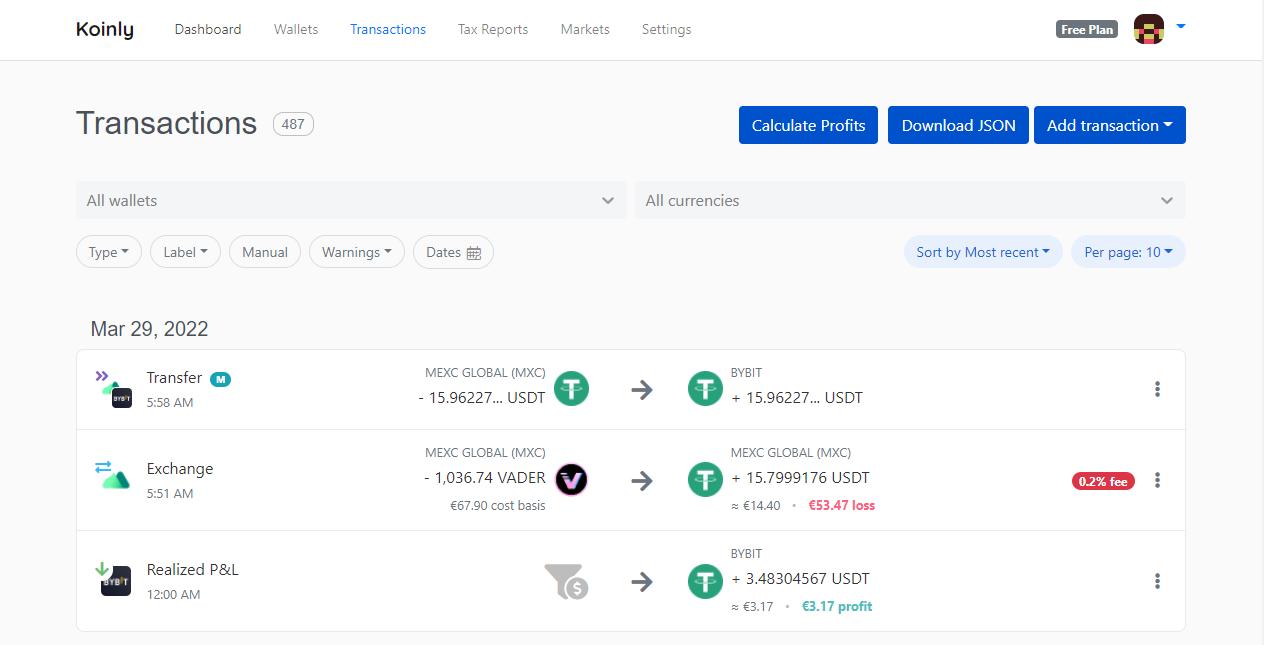 Koinly Dashboard Wallets Transactions Tax Reports Markets Settings Free Plan
Transactions 487 Calculate Profits Download JSON Add transaction
All wallets All currencies
Type Label Manual Warnings Dates Sort by Most recent Per page: 10
Mar 29, 2022
MEXC GLOBAL (MXC) BYBIT
Transfer M
- 15.96227... USDT + 15.96227... USDT
BYBIT
5:58 AM
MEXC GLOBAL (MXC) MEXC GLOBAL (MXC)
Exchange - 1,036.74 VADER + 15.7999176 USDT 0.2% fee
5:51 AM
€67.90 cost basis ≈ €14.40 • €53.47 loss
BYBIT
Realized P&L
BYBIT + 3.48304567 USDT
12:00 AM
≈ €3.17 • €3.17 profit